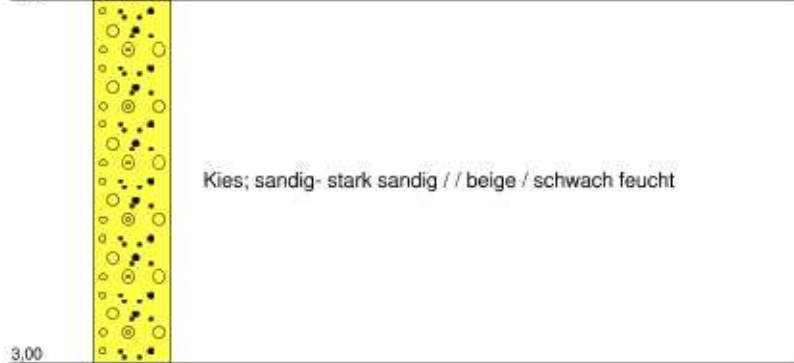 Kies; sandig- stark sandig / / beige / schwach feucht
3,00